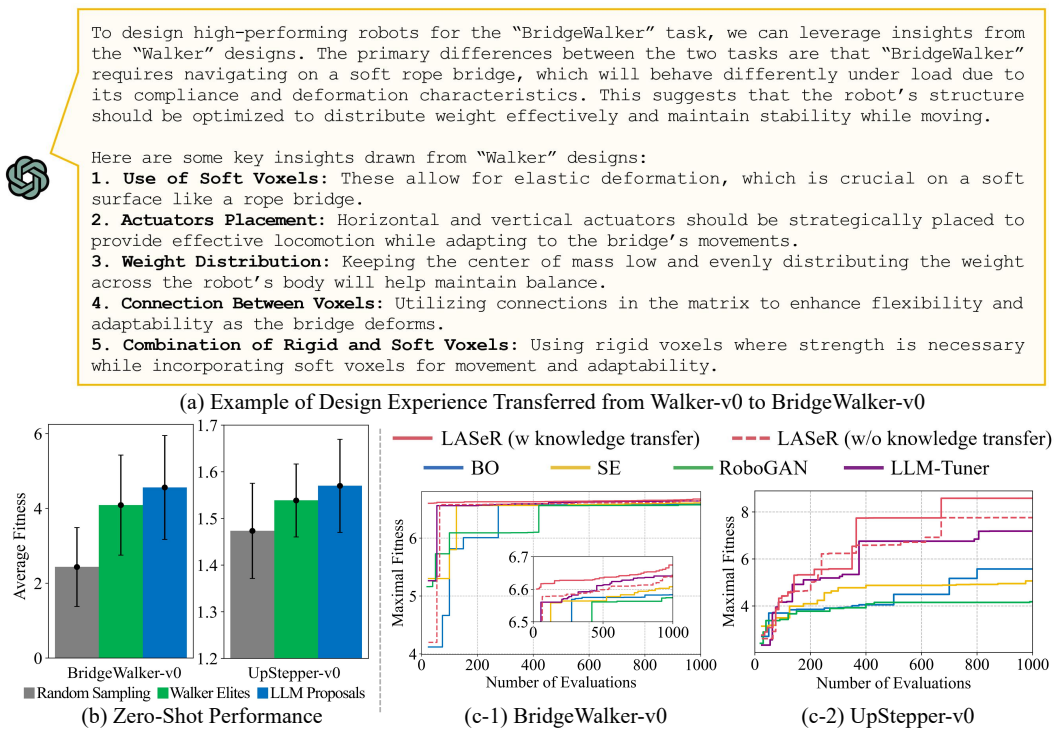 To design high-performing robots for the “BridgeWalker” task, we can leverage insights from
the “Walker” designs. The primary differences between the two tasks are that “BridgeWalker”
requires navigating on a soft rope bridge, which will behave differently under load due to
its compliance and deformation characteristics. This suggests that the robot’s structure
should be optimized to distribute weight effectively and maintain stability while moving.
Here are some key insights drawn from “Walker” designs:
1. Use of Soft Voxels: These allow for elastic deformation, which is crucial on a soft
surface like a rope bridge.
2. Actuators Placement: Horizontal and vertical actuators should be strategically placed to
provide effective locomotion while adapting to the bridge’s movements.
3. Weight Distribution: Keeping the center of mass low and evenly distributing the weight
across the robot’s body will help maintain balance.
4. Connection Between Voxels: Utilizing connections in the matrix to enhance flexibility and
adaptability as the bridge deforms.
5. Combination of Rigid and Soft Voxels: Using rigid voxels where strength is necessary
while incorporating soft voxels for movement and adaptability.
(a) Example of Design Experience Transferred from Walker-v0 to BridgeWalker-v0
Average Fitness
6
4
2
0
BridgeWalker-v0
1.7
1.6
1.5
1.4
1.3
1.2
UpStepper-v0
Random Sampling Walker Elites LLM Proposals
(b) Zero-Shot Performance
LASeR (w knowledge transfer) LASeR (w/o knowledge transfer)
BO SE RoboGAN LLM-Tuner
Maximal Fitness
6
5
4
200 400 600 800 1000
Number of Evaluations
6.7
6.6
6.5
0 500 1000
(c-1) BridgeWalker-v0
Maximal Fitness
8
6
4
0 200 400 600 800 1000
Number of Evaluations
(c-2) UpStepper-v0